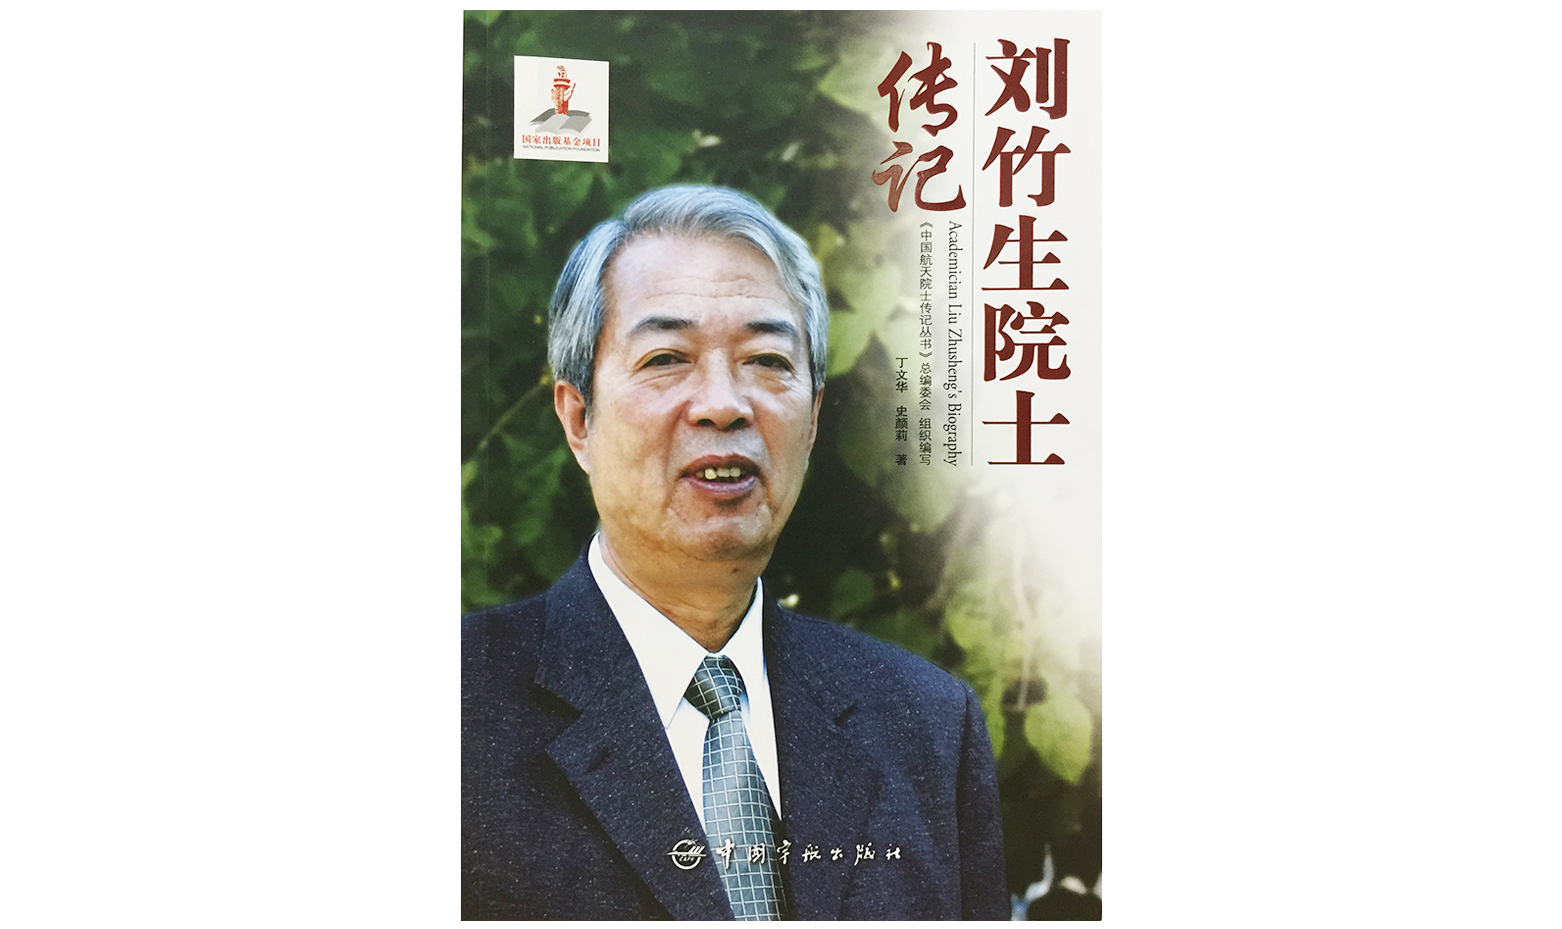 刘竹生院士
传记
Academician Liu Zhusheng's Biography
《中国航天院士传记丛书》总编委会 组织编写
丁文华 史颜莉 著
国家出版基金项目
NATIONAL PUBLICATION FOUNDATION
CAPH
中国宇航出版社